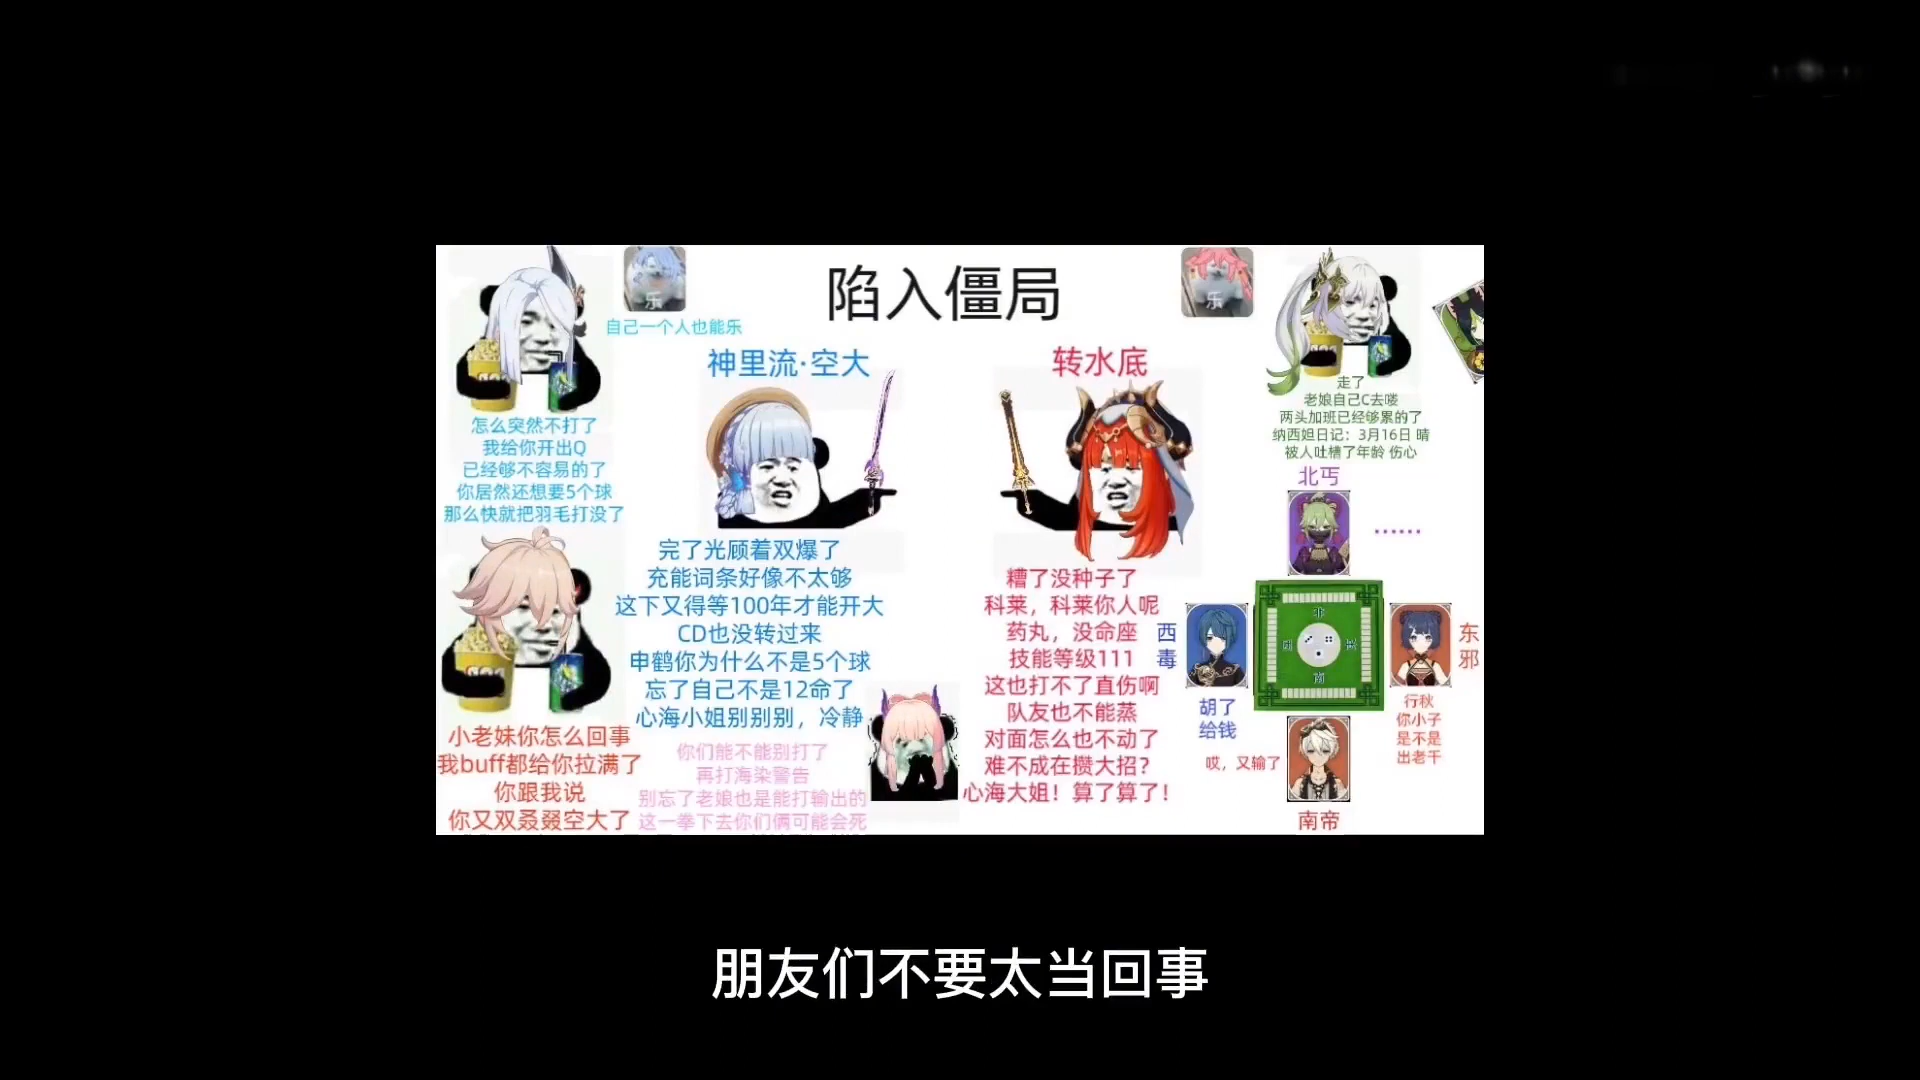 陷入僵局
乐
自己一个人也能乐
乐
怎么突然不打了
我给你开出Q
已经够不容易的了
你居然还想要5个球
那么快就把羽毛打没了
神里流·空大
转水底
走了
老娘自己C去喽
两头加班已经够累的了
纳西妲日记：3月16日 晴
被人吐槽了年龄 伤心
完了光顾着双爆了
充能词条好像不太够
这下又得等100年才能开大
CD也没转过来
申鹤你为什么不是5个球
忘了自己不是12命了
心海小姐别别别，冷静
糟了没种子了
科莱，科莱你人呢
药丸，没命座
技能等级111
这也打不了直伤啊
队友也不能蒸
对面怎么也不动了
难不成在攒大招？
心海大姐！算了算了！
小老妹你怎么回事
我buff都给你拉满了
你跟我说
你又双叒叕空大了
你们能不能别打了
再打海染警告
别忘了老娘也是能打输出的
这一拳下去你们俩可能会死
北丐
······
西毒
东邪
北
南
胡了
给钱
行秋
你小子
是不是
出老千
哎，又输了
南帝
朋友们不要太当回事